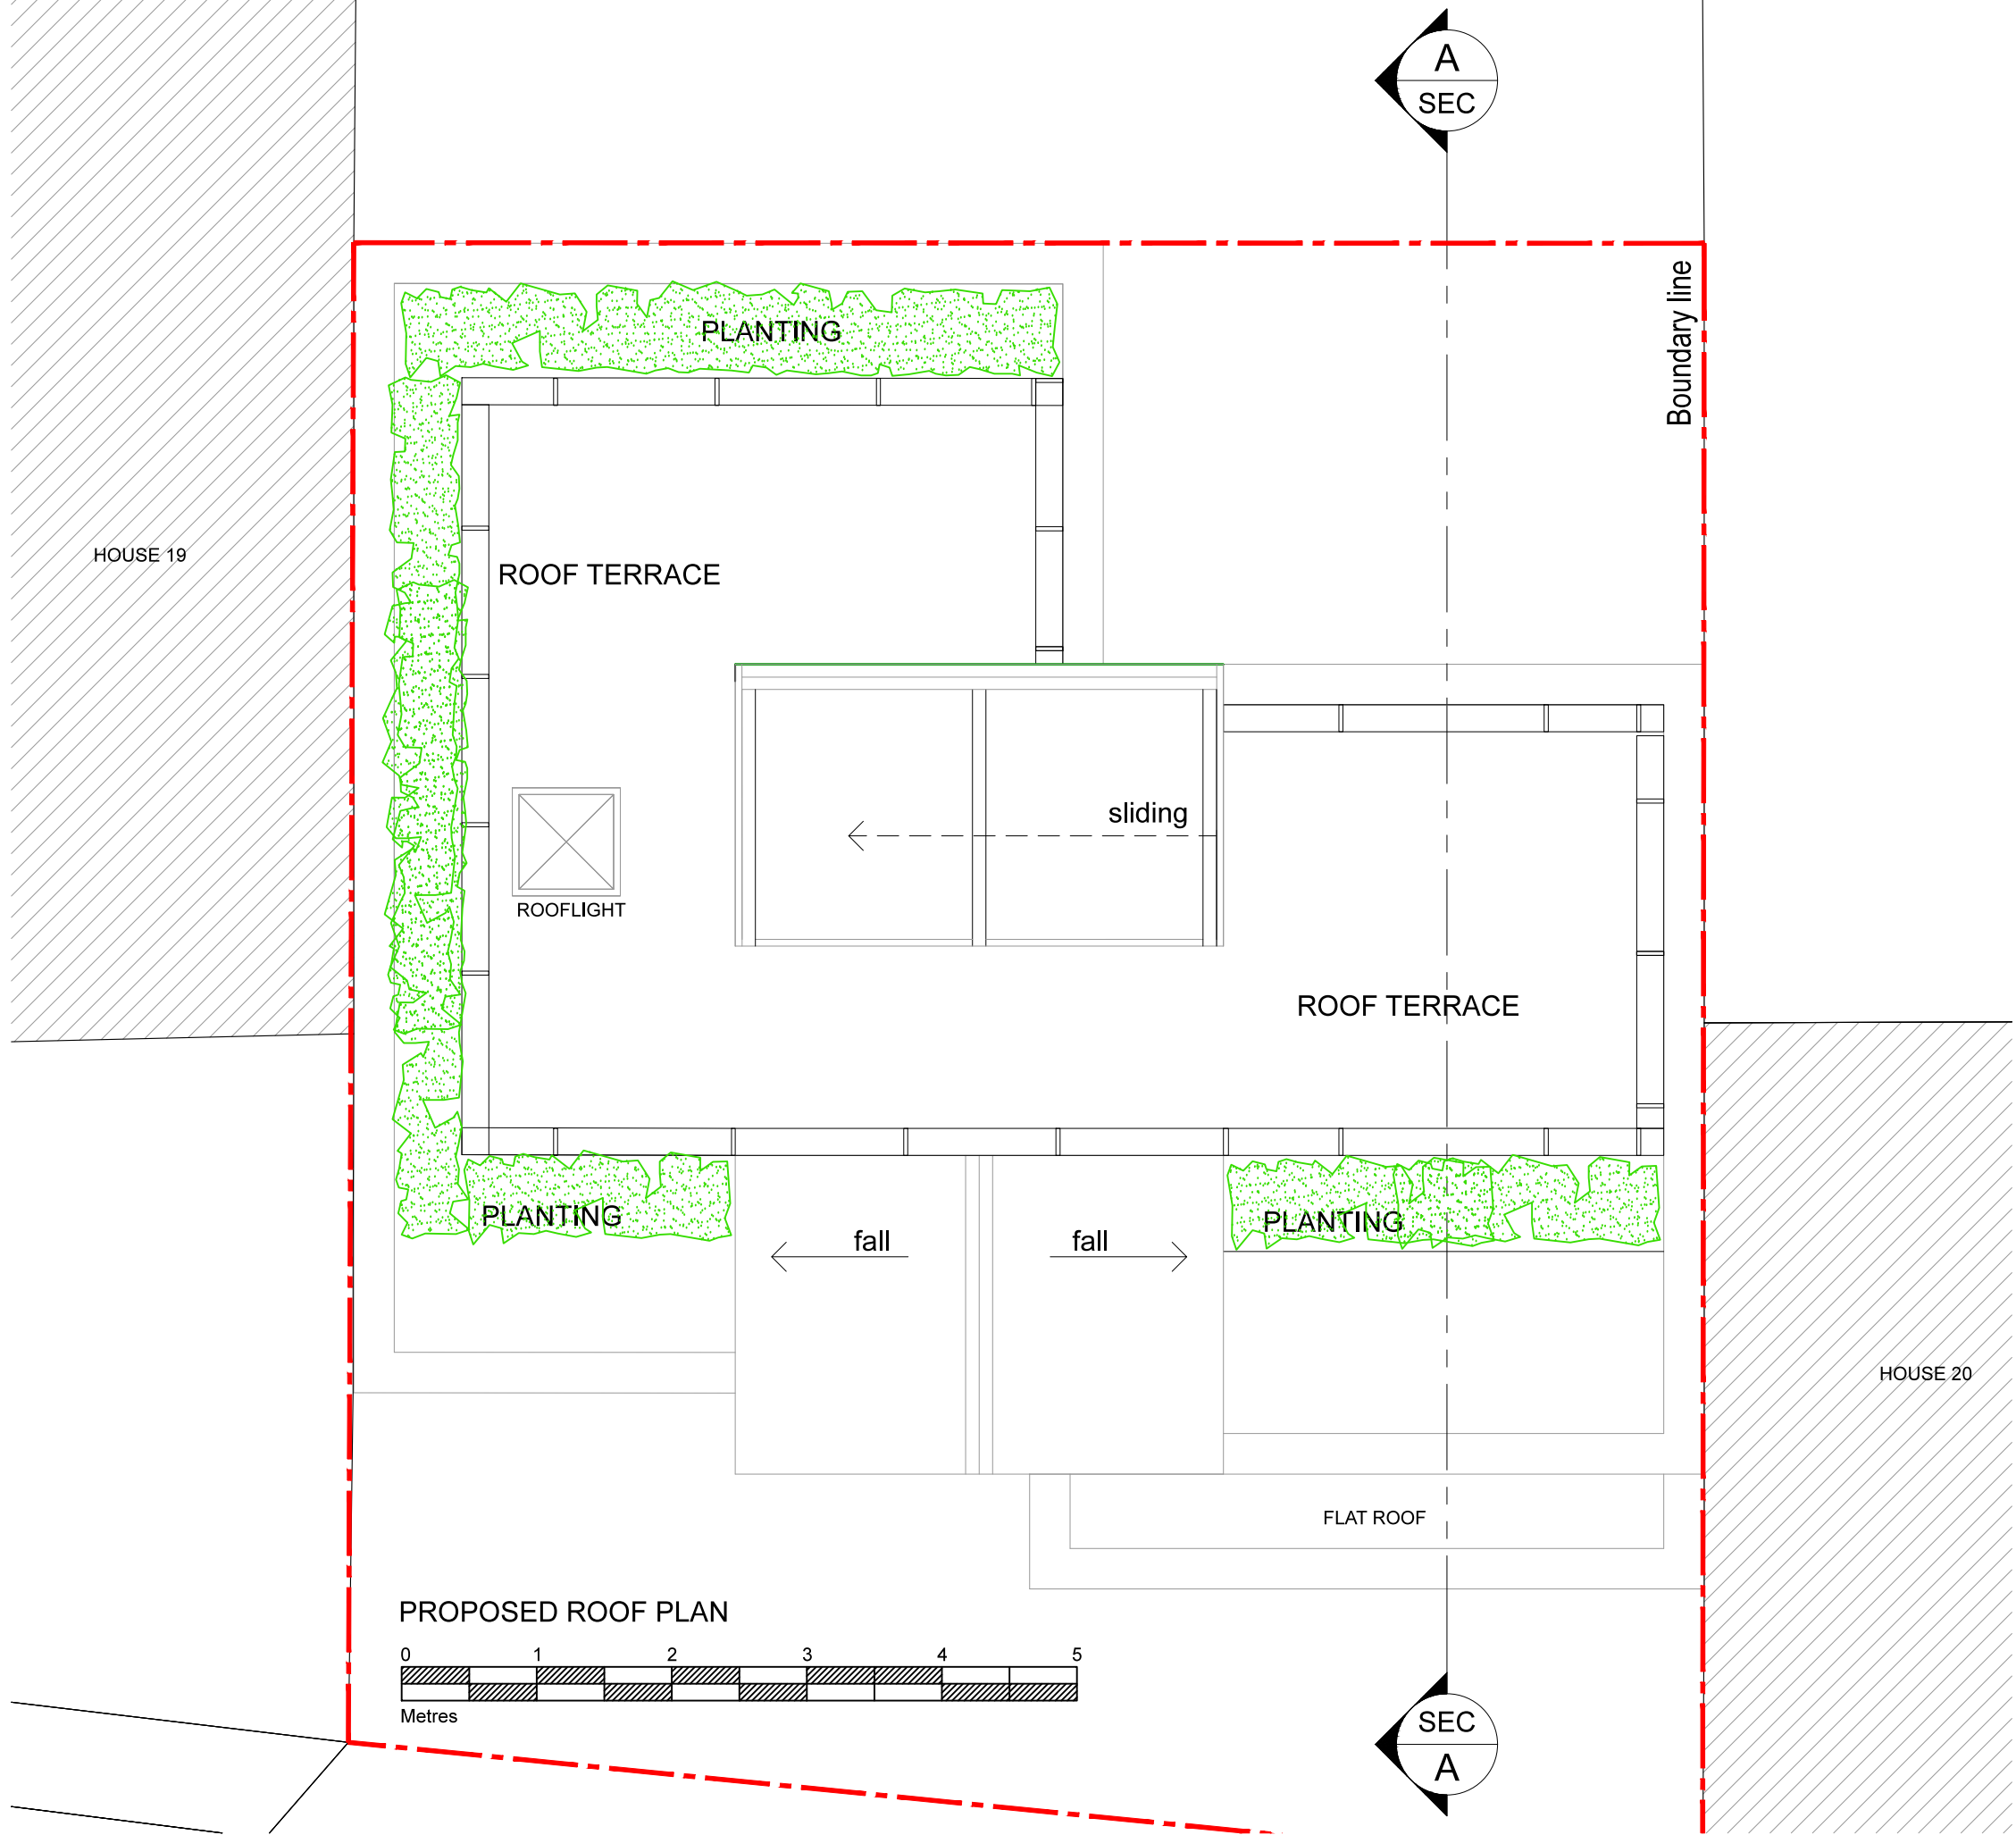 A
SEC
Boundary line
PLANTING
HOUSE 19
ROOF TERRACE
sliding
ROOFLIGHT
ROOF TERRACE
PLANTING
PLANTING
fall
fall
HOUSE 20
FLAT ROOF
PROPOSED ROOF PLAN
0 1 2 3 4 5
Metres
SEC
A